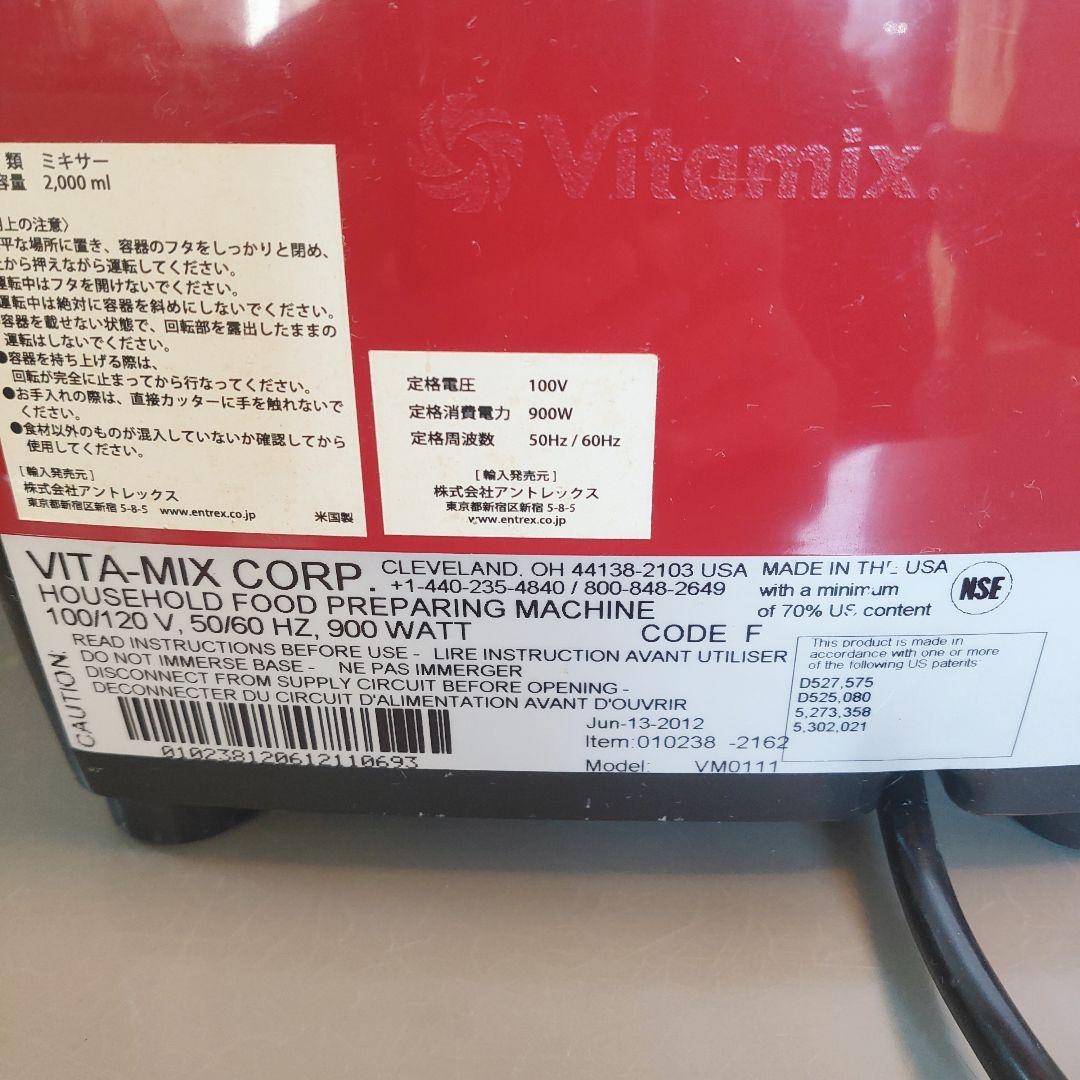 Vitamix.
類 ミキサー
容量 2,000 ml
上の注意〉
平な場所に置き、容器のフタをしっかりと閉め、
から押えながら運転してください。
運転中はフタを開けないでください。
運転中は絶対に容器を斜めにしないでください。
容器を載せない状態で、回転部を露出したままの
運転はしないでください。
●容器を持ち上げる際は、
回転が完全に止まってから行なってください。
●お手入れの際は、直接カッターに手を触れないで
ください。
●食材以外のものが混入していないか確認してから
使用してください。
[輸入発売元]
株式会社アントレックス
東京都新宿区新宿 5-8-5 www.entrex.co.jp 米国製
定格電圧 100V
定格消費電力 900W
定格周波数 50Hz / 60Hz
[輸入発売元]
株式会社アントレックス
東京都新宿区新宿 5-8-5
www.entrex.co.jp
VITA-MIX CORP. CLEVELAND, OH 44138-2103 USA
+1-440-235-4840 / 800-848-2649
HOUSEHOLD FOOD PREPARING MACHINE
100/120 V, 50/60 HZ, 900 WATT CODE F
MADE IN THE USA
with a minimum
of 70% US content
NSF
CAUTION:
READ INSTRUCTIONS BEFORE USE - LIRE INSTRUCTION AVANT UTILISER
DO NOT IMMERSE BASE - NE PAS IMMERGER
DISCONNECT FROM SUPPLY CIRCUIT BEFORE OPENING -
DECONNECTER DU CIRCUIT D'ALIMENTATION AVANT D'OUVRIR
This product is made in
accordance with one or more
of the following US patents:
D527,575
D525,080
5,273,358
5,302,021
010238120612110693
Jun-13-2012
Item:010238 -2162
Model: VM0111